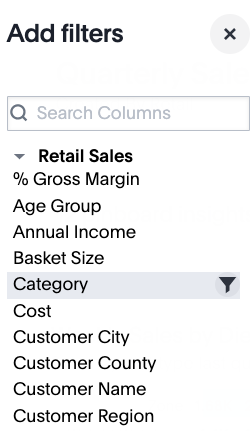 Add filters
Search Columns
Retail Sales
% Gross Margin
Age Group
Annual Income
Basket Size
Category
Cost
Customer City
Customer County
Customer Name
Customer Region